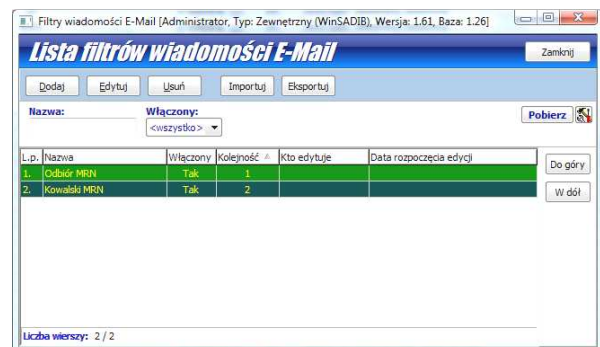 Filtry wiadomości E-Mail [Administrator, Typ: Zewnętrzny (WinSADIB), Wersja: 1.61, Baza: 1.26]
Lista filtrów wiadomości E-Mail
Zamknij
Dodaj Edytuj Usuń Importuj Eksportuj
Nazwa: Włączony:
<wszystko>
Pobierz
L.p. Nazwa Włączony Kolejność Kto edytuje Data rozpoczęcia edycji
1. Odbiór MRN Tak 1
2. Kowalski MRN Tak 2
Do góry
W dół
Liczba wierszy: 2 / 2